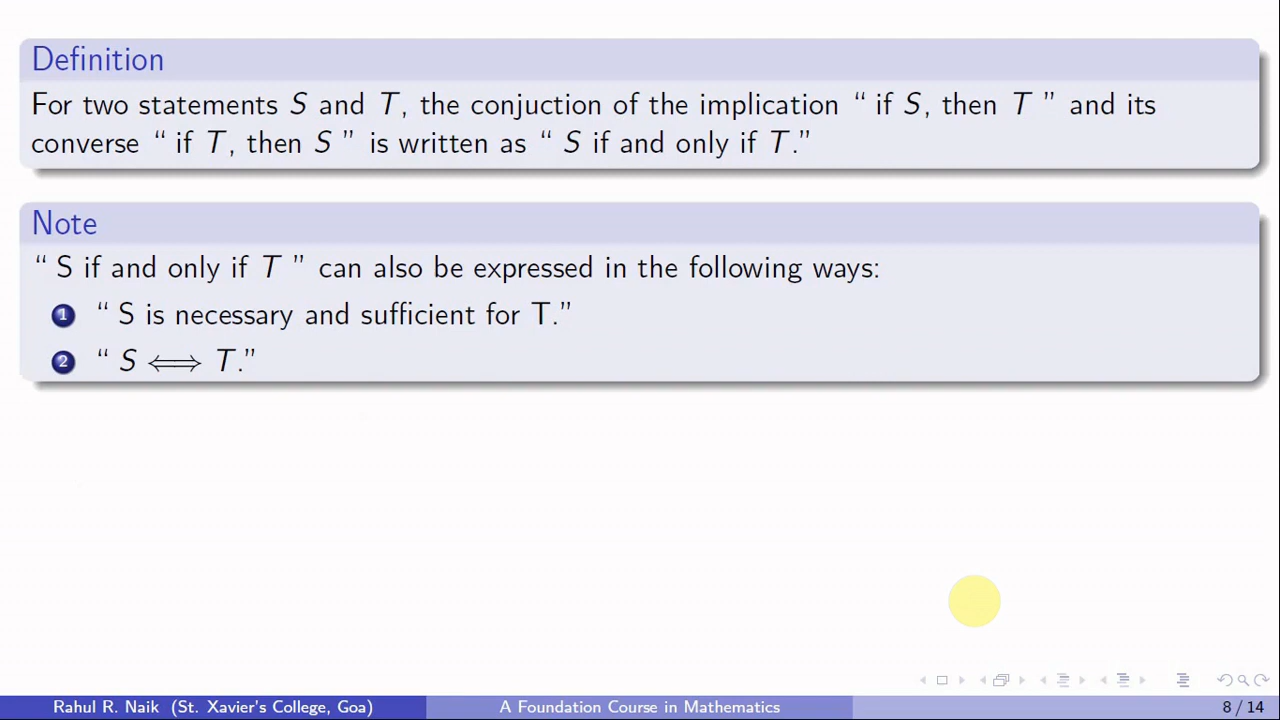 Definition
For two statements S and T, the conjuction of the implication “ if S, then T ” and its
converse “ if T, then S ” is written as “ S if and only if T.”
Note
“ S if and only if T ” can also be expressed in the following ways:
1 “ S is necessary and sufficient for T.”
2 “ S ⟺ T.”
Rahul R. Naik (St. Xavier's College, Goa) A Foundation Course in Mathematics 8 / 14